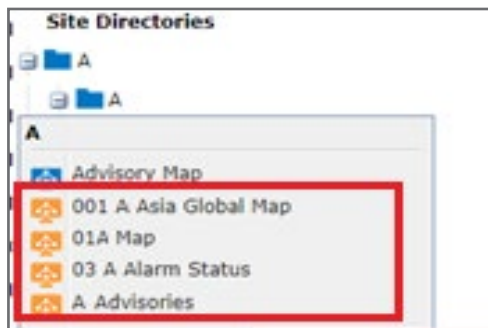 Site Directories
A
A
A
Advisory Map
001 A Asia Global Map
01A Map
03 A Alarm Status
A Advisories